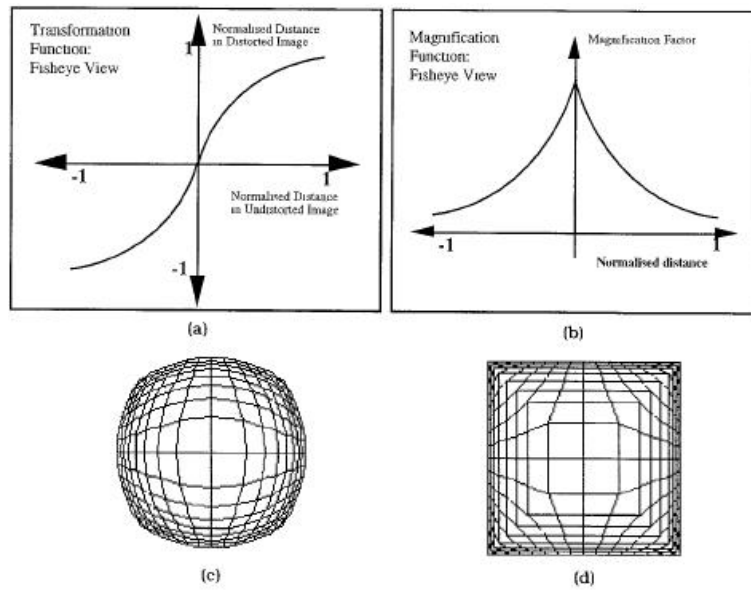 Transformation
Function:
Fisheye View
Normalised Distance
in Distorted Image
1
-1
1
Normalised Distance
in Undistorted Image
-1
(a)
Magnification
Function:
Fisheye View
Magnification Factor
-1
1
Normalised distance
(b)
(c)
(d)